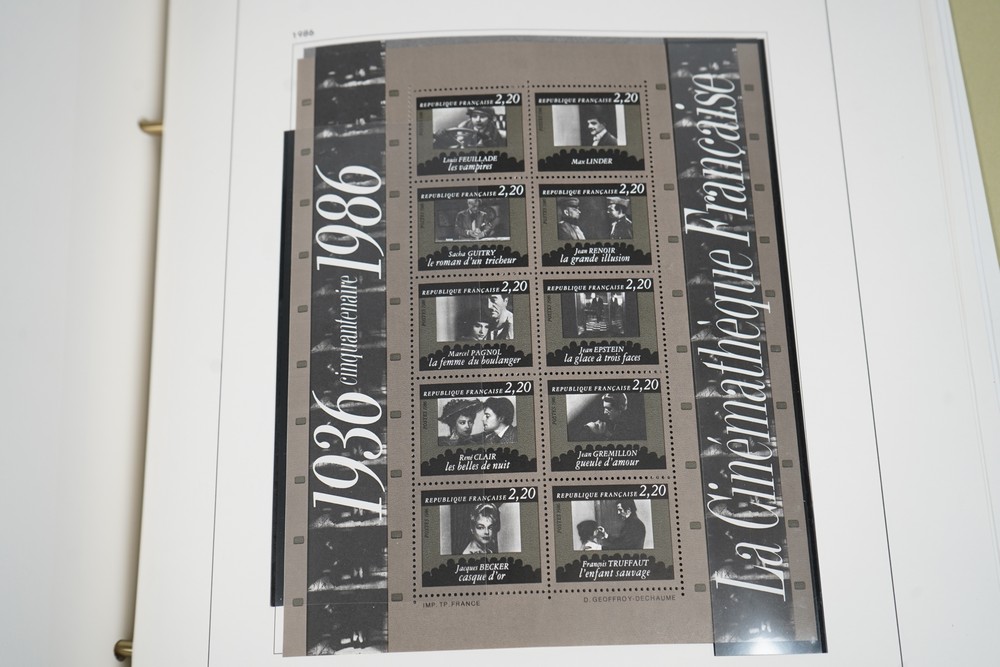 1986
1936 cinquantenaire 1986
REPUBLIQUE FRANÇAISE 2,20
Louis FEUILLADE
les vampires
REPUBLIQUE FRANÇAISE 2,20
Max LINDER
REPUBLIQUE FRANÇAISE 2,20
Sacha GUITRY
le roman d'un tricheur
REPUBLIQUE FRANÇAISE 2,20
Jean RENOIR
la grande illusion
REPUBLIQUE FRANÇAISE 2,20
Marcel PAGNOL
la femme du boulanger
REPUBLIQUE FRANÇAISE 2,20
Jean EPSTEIN
la glace à trois faces
REPUBLIQUE FRANÇAISE 2,20
René CLAIR
les belles de nuit
REPUBLIQUE FRANÇAISE 2,20
Jean GREMILLON
gueule d'amour
REPUBLIQUE FRANÇAISE 2,20
Jacques BECKER
casque d'or
REPUBLIQUE FRANÇAISE 2,20
François TRUFFAUT
l'enfant sauvage
IMP. TP. FRANCE
D. GEOFFROY-DECHAUME
La Cinémathèque Française